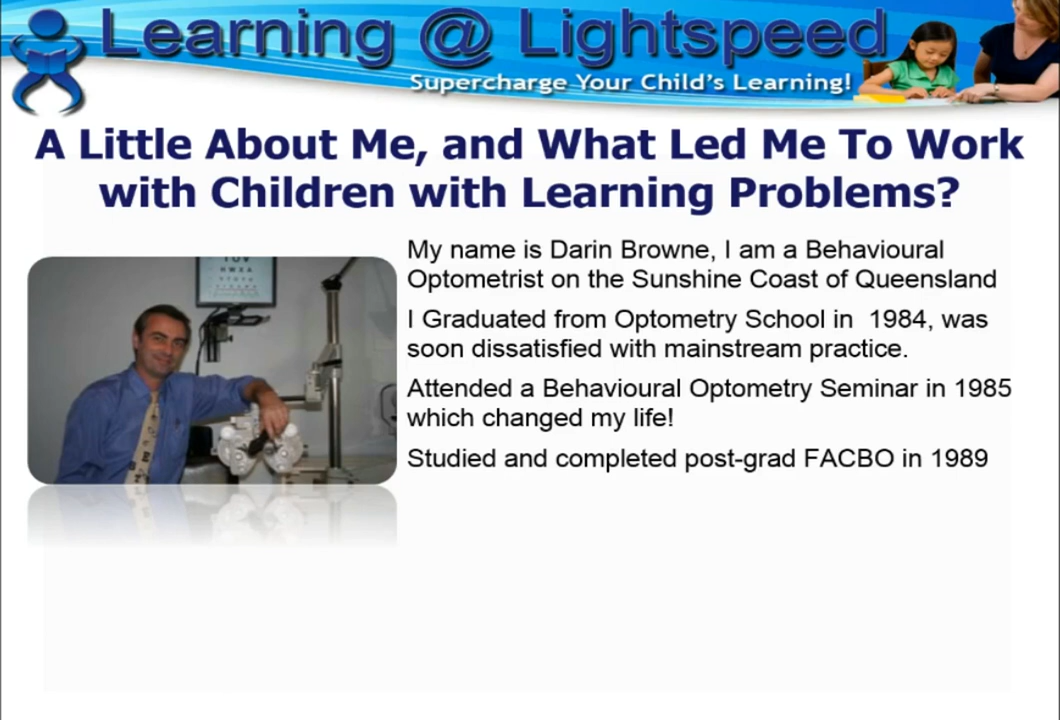 Learning @ Lightspeed
Supercharge Your Child's Learning!
A Little About Me, and What Led Me To Work
with Children with Learning Problems?
My name is Darin Browne, I am a Behavioural
Optometrist on the Sunshine Coast of Queensland
I Graduated from Optometry School in 1984, was
soon dissatisfied with mainstream practice.
Attended a Behavioural Optometry Seminar in 1985
which changed my life!
Studied and completed post-grad FACBO in 1989